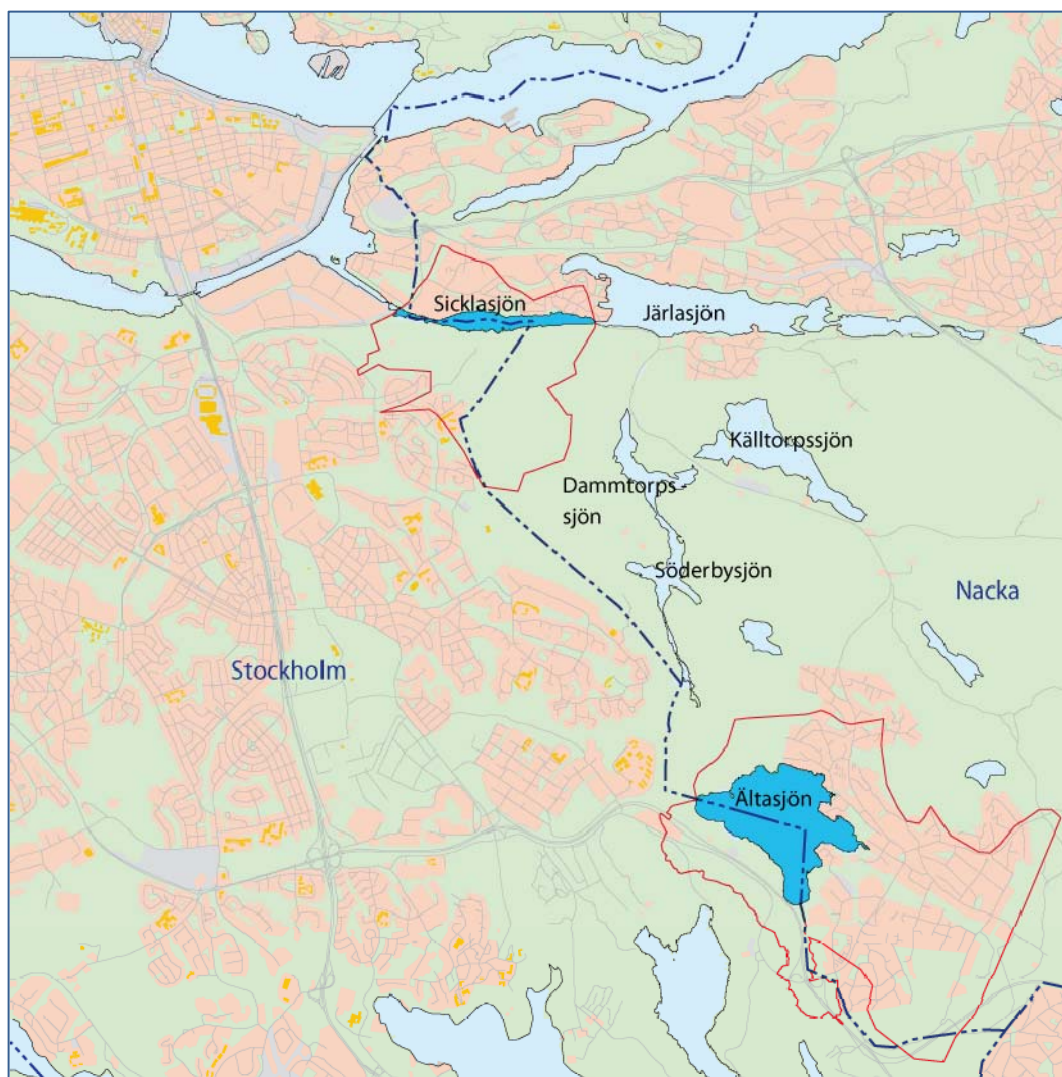 Sicklasjön
Järlasjön
Källtorpssjön
Dammtorps-
sjön
Söderbysjön
Nacka
Stockholm
Ältasjön